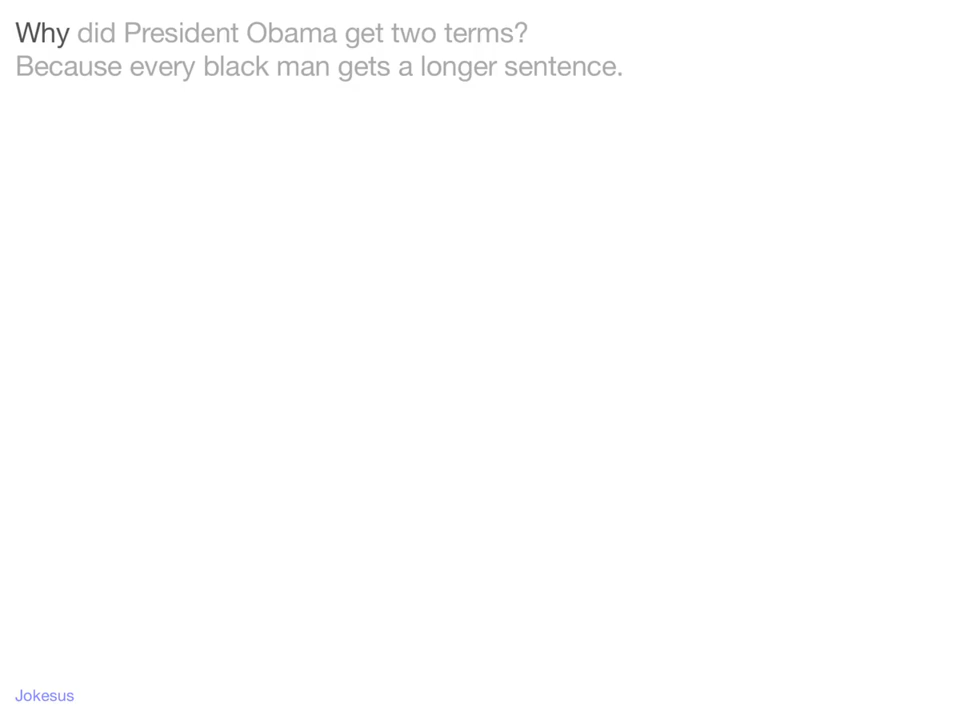 Why did President Obama get two terms?
Because every black man gets a longer sentence.
Jokesus